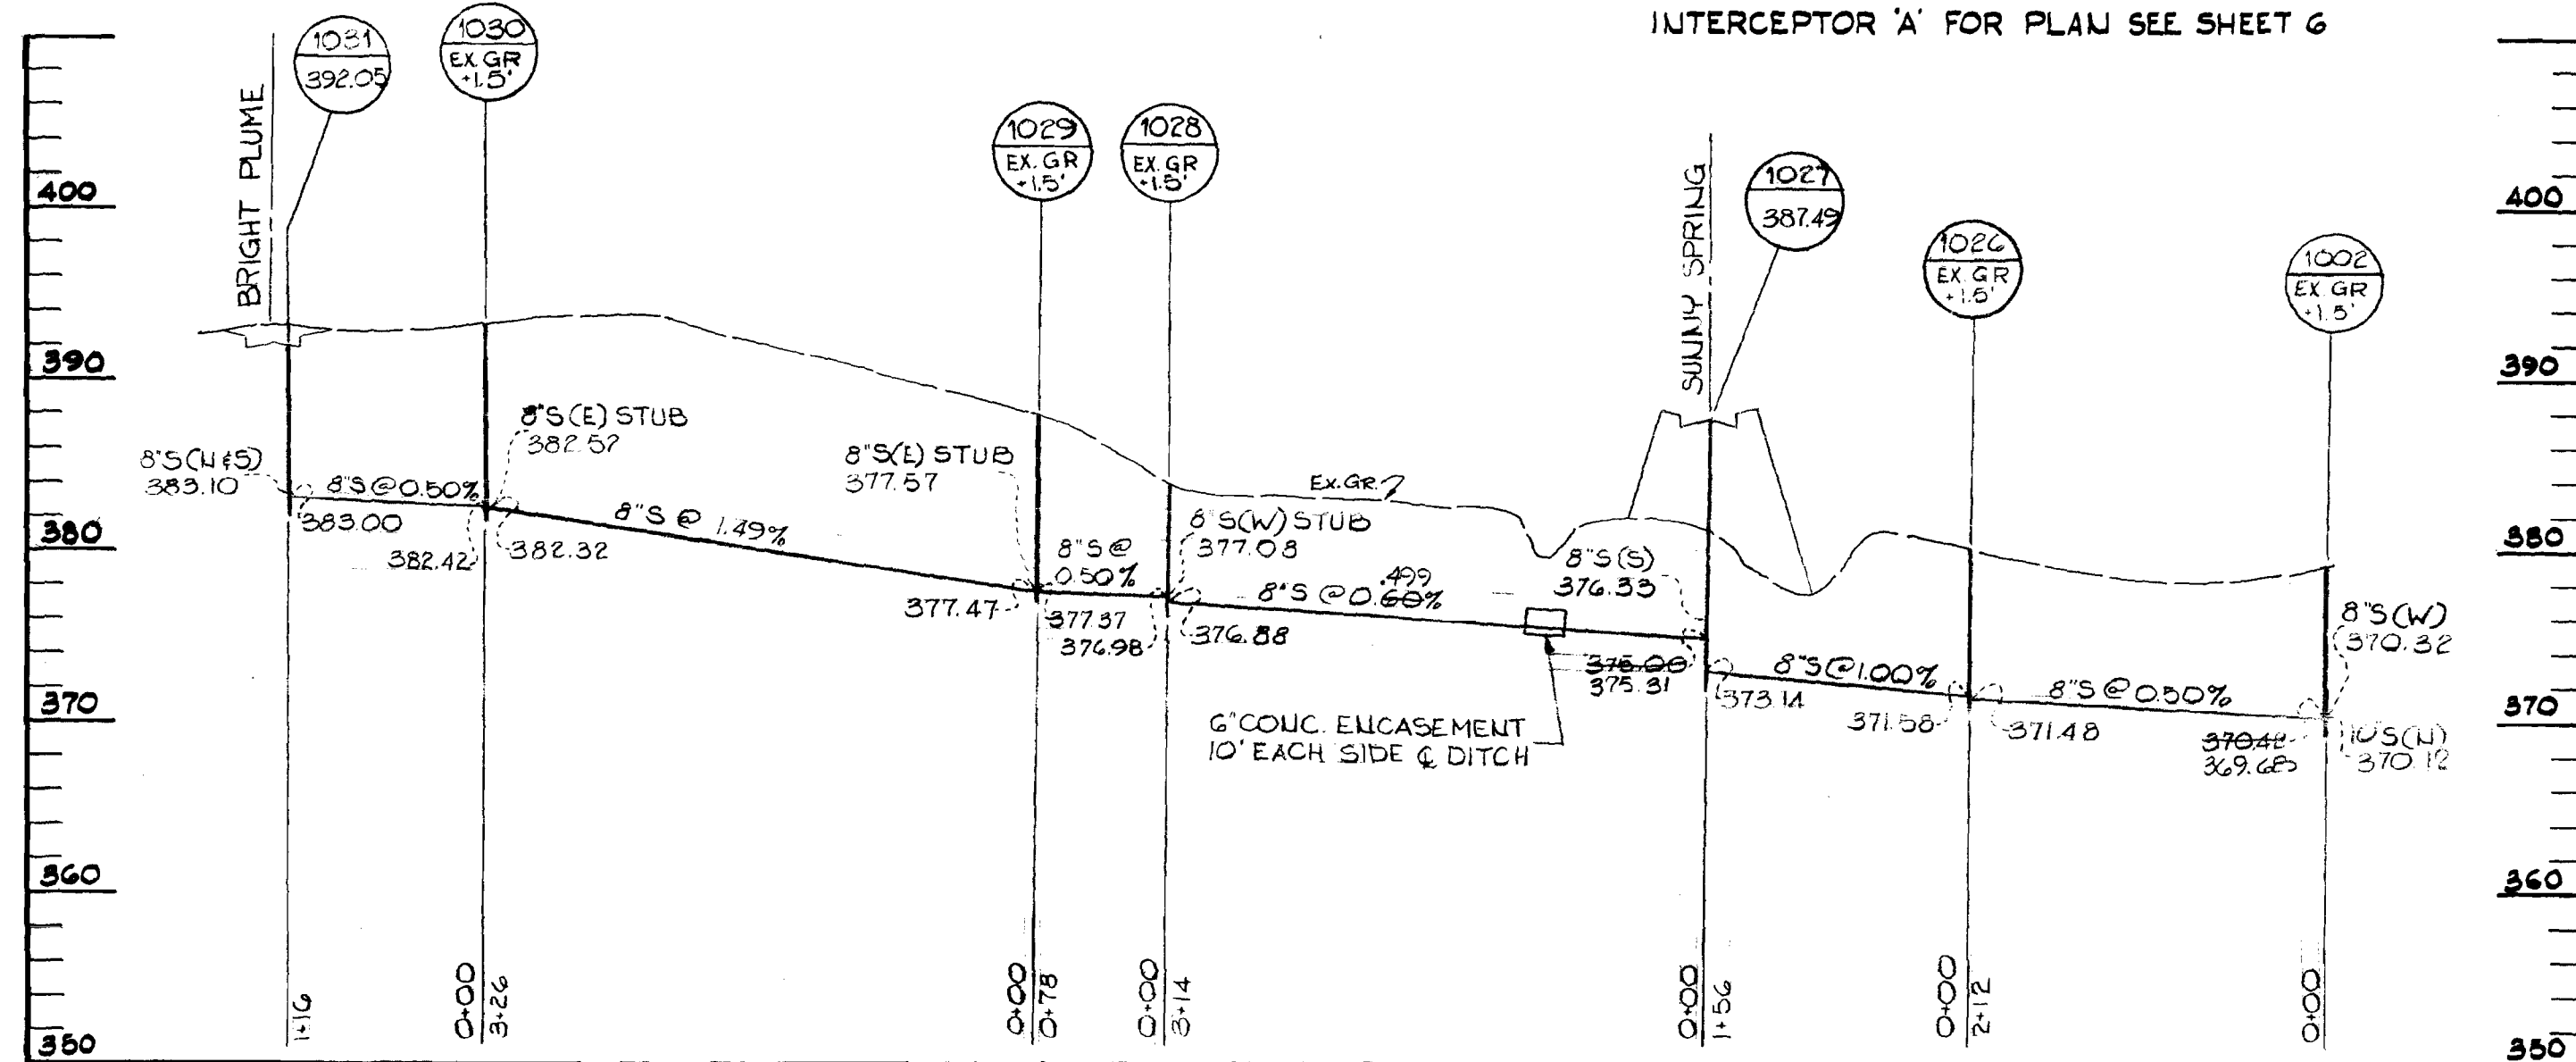 INTERCEPTOR 'A' FOR PLAN SEE SHEET 6
1031
392.05
1030
EX. GR
+1.5'
1029
EX. GR
+1.5'
1028
EX. GR
+1.5'
1027
387.49
1026
EX. GR
+1.5'
1002
EX. GR
+1.5'
BRIGHT PLUME
SUNNY SPRING
400
390
380
370
360
350
400
390
380
370
360
350
8"S(N&S)
383.10
8"S@0.50%
383.00
8"S(E) STUB
382.57
382.42
382.32
8"S @ 1.49%
8"S(E) STUB
377.57
377.47
8"S @
0.50%
377.37
376.98
8"S(W) STUB
377.08
376.88
Ex.GR.
.499
8"S @0.60%
8"S(S)
376.33
375.00
375.31
6"CONC. ENCASEMENT
10' EACH SIDE ℄ DITCH
373.14
8"S@1.00%
371.58
371.48
8"S@0.50%
370.42
369.68
8"S(W)
370.32
10"S(N)
370.12
1+16
0+00
3+26
0+00
0+78
0+00
3+14
0+00
1+56
0+00
2+12
0+00